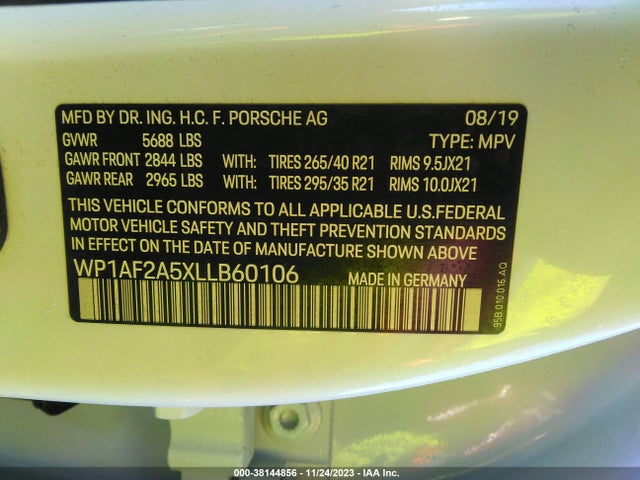 MFD BY DR. ING. H.C. F. PORSCHE AG 08/19
GVWR 5688 LBS TYPE: MPV
GAWR FRONT 2844 LBS WITH: TIRES 265/40 R21 RIMS 9.5JX21
GAWR REAR 2965 LBS WITH: TIRES 295/35 R21 RIMS 10.0JX21
THIS VEHICLE CONFORMS TO ALL APPLICABLE U.S.FEDERAL
MOTOR VEHICLE SAFETY AND THEFT PREVENTION STANDARDS
IN EFFECT ON THE DATE OF MANUFACTURE SHOWN ABOVE.
WP1AF2A5XLLB60106 MADE IN GERMANY
95B.010.016.AQ
000-38144856 - 11/24/2023 - IAA Inc.